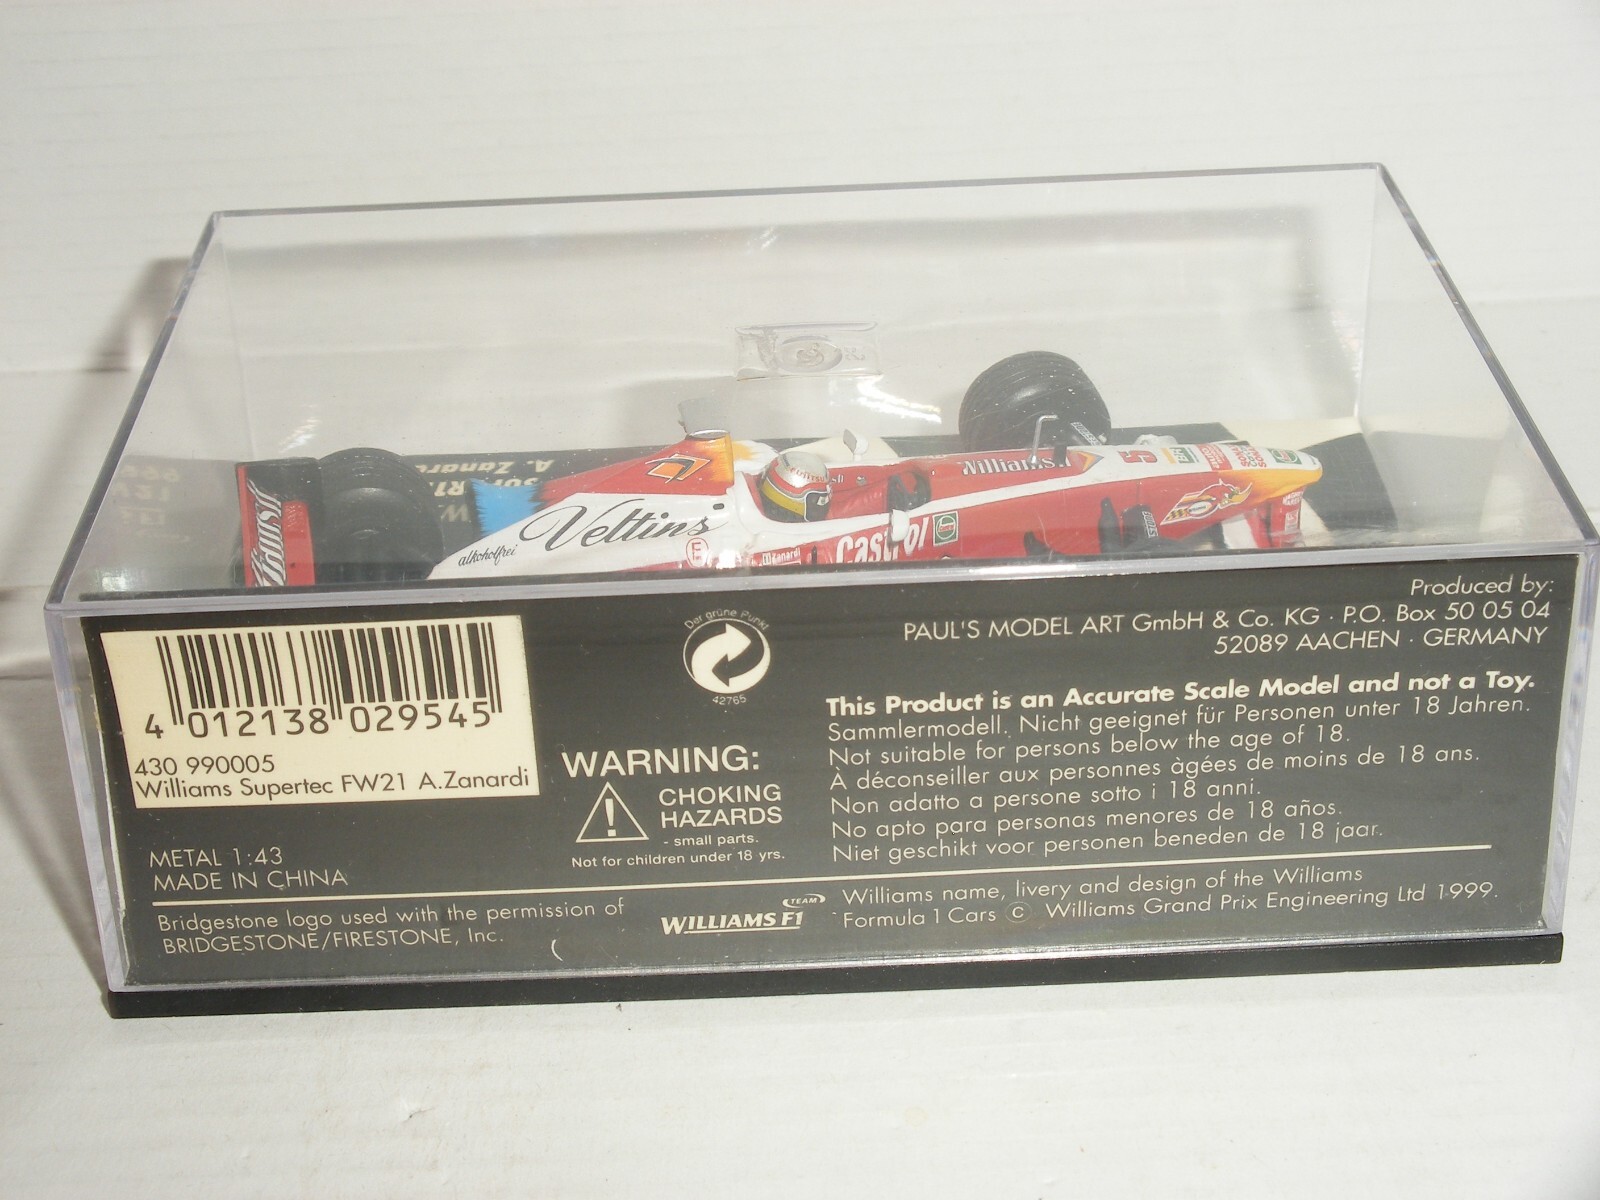 Vettins
alkoholfrei
Williams.f1
5
Castrol
Zanardi
A. Zanar
4 012138 029545
430 990005
Williams Supertec FW21 A.Zanardi
METAL 1:43
MADE IN CHINA
Der grüne Punkt
42765
WARNING:
CHOKING
HAZARDS
- small parts.
Not for children under 18 yrs.
Produced by:
PAUL'S MODEL ART GmbH & Co. KG · P.O. Box 50 05 04
52089 AACHEN · GERMANY
This Product is an Accurate Scale Model and not a Toy.
Sammlermodell. Nicht geeignet für Personen unter 18 Jahren.
Not suitable for persons below the age of 18.
À déconseiller aux personnes àgées de moins de 18 ans.
Non adatto a persone sotto i 18 anni.
No apto para personas menores de 18 años.
Niet geschikt voor personen beneden de 18 jaar.
Bridgestone logo used with the permission of
BRIDGESTONE/FIRESTONE, Inc.
TEAM
WILLIAMS F1
Williams name, livery and design of the Williams
Formula 1 Cars © Williams Grand Prix Engineering Ltd 1999.